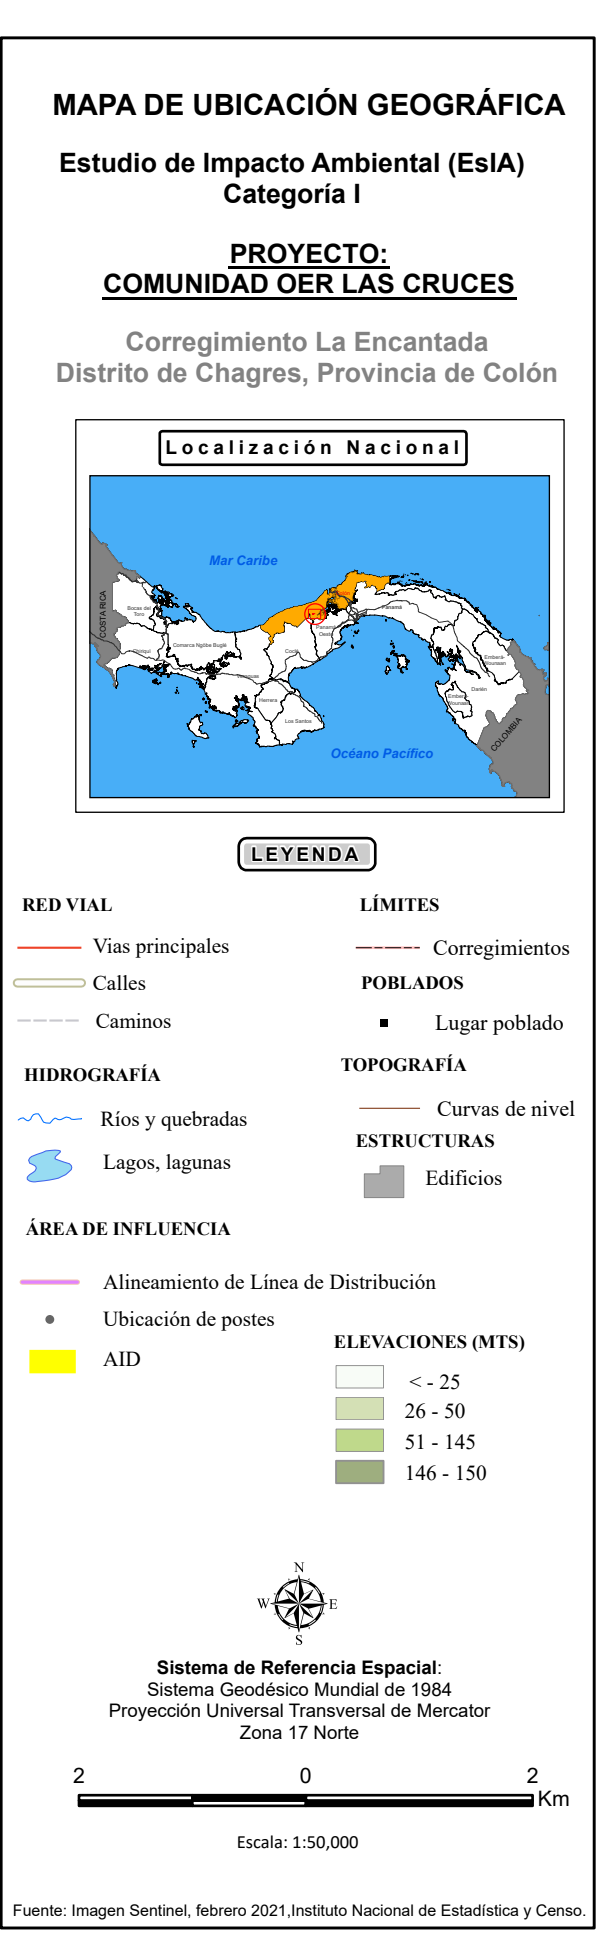 MAPA DE UBICACIÓN GEOGRÁFICA
Estudio de Impacto Ambiental (EsIA)
Categoría I
PROYECTO:
COMUNIDAD OER LAS CRUCES
Corregimiento La Encantada
Distrito de Chagres, Provincia de Colón
Localización Nacional
Mar Caribe
COSTA RICA
Bocas del
Toro
Comarca Ngöbe Buglé
Chiriquí
Veraguas
Coclé
Panamá
Oeste
Panamá
Herrera
Los Santos
Emberá-
Wounaan
Darién
COLOMBIA
Océano Pacífico
LEYENDA
RED VIAL
Vias principales
Calles
Caminos
LÍMITES
Corregimientos
POBLADOS
Lugar poblado
HIDROGRAFÍA
Ríos y quebradas
Lagos, lagunas
TOPOGRAFÍA
Curvas de nivel
ESTRUCTURAS
Edificios
ÁREA DE INFLUENCIA
Alineamiento de Línea de Distribución
Ubicación de postes
AID
ELEVACIONES (MTS)
< - 25
26 - 50
51 - 145
146 - 150
N
W E
S
Sistema de Referencia Espacial:
Sistema Geodésico Mundial de 1984
Proyección Universal Transversal de Mercator
Zona 17 Norte
2 0 2
Km
Escala: 1:50,000
Fuente: Imagen Sentinel, febrero 2021,Instituto Nacional de Estadística y Censo.